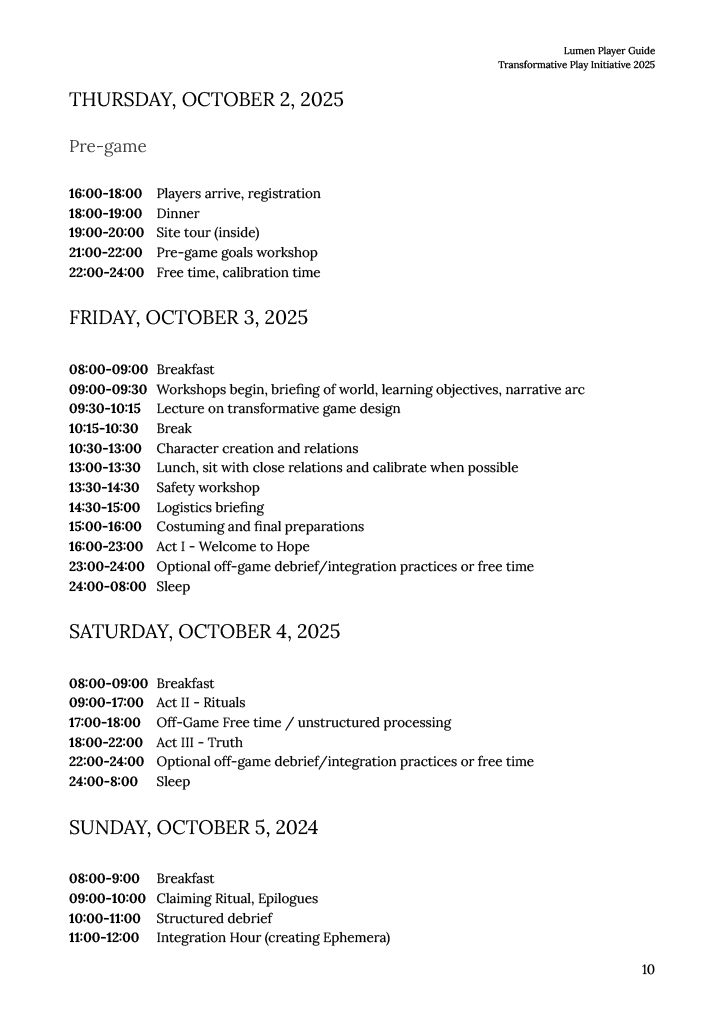 Lumen Player Guide
Transformative Play Initiative 2025
THURSDAY, OCTOBER 2, 2025
Pre-game
16:00-18:00 Players arrive, registration
18:00-19:00 Dinner
19:00-20:00 Site tour (inside)
21:00-22:00 Pre-game goals workshop
22:00-24:00 Free time, calibration time
FRIDAY, OCTOBER 3, 2025
08:00-09:00 Breakfast
09:00-09:30 Workshops begin, briefing of world, learning objectives, narrative arc
09:30-10:15 Lecture on transformative game design
10:15-10:30 Break
10:30-13:00 Character creation and relations
13:00-13:30 Lunch, sit with close relations and calibrate when possible
13:30-14:30 Safety workshop
14:30-15:00 Logistics briefing
15:00-16:00 Costuming and final preparations
16:00-23:00 Act I - Welcome to Hope
23:00-24:00 Optional off-game debrief/integration practices or free time
24:00-08:00 Sleep
SATURDAY, OCTOBER 4, 2025
08:00-09:00 Breakfast
09:00-17:00 Act II - Rituals
17:00-18:00 Off-Game Free time / unstructured processing
18:00-22:00 Act III - Truth
22:00-24:00 Optional off-game debrief/integration practices or free time
24:00-8:00 Sleep
SUNDAY, OCTOBER 5, 2024
08:00-9:00 Breakfast
09:00-10:00 Claiming Ritual, Epilogues
10:00-11:00 Structured debrief
11:00-12:00 Integration Hour (creating Ephemera)
10